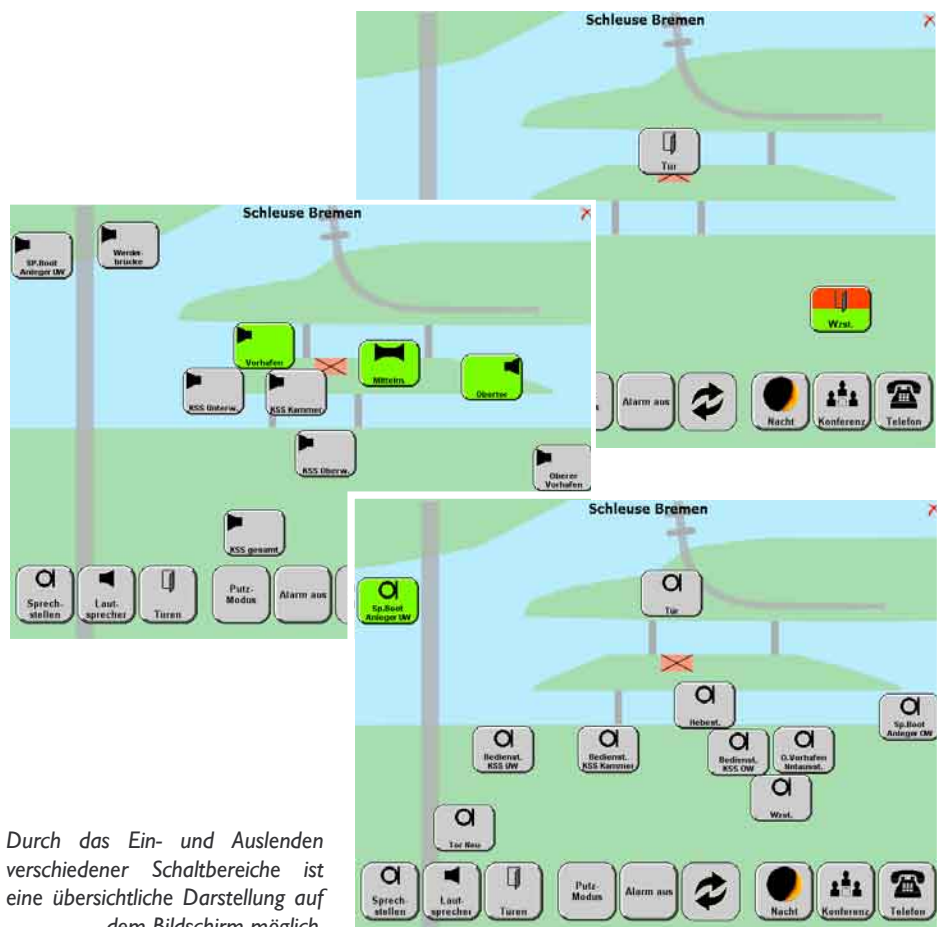 Schleuse Bremen
Tür
Wzst.
Alarm aus
Nacht
Konferenz
Telefon
Schleuse Bremen
SP.Boot
Anleger UW
Werder-
brücke
Vorhafen
Mittelm.
Obertor
KSS Unterw.
KSS Kammer
KSS Oberw.
Oberer
Vorhafen
KSS gesamt
Sprech-
stellen
Laut-
sprecher
Türen
Putz-
Modus
Alarm aus
Schleuse Bremen
Sp.Boot
Anleger UW
Tür
Hebest.
Sp.Boot
Anleger OW
Bedienst.
KSS UW
Bedienst.
KSS Kammer
Bedienst.
KSS OW
O.Vorhafen
Notausst.
Wzst.
Tor Neu
Sprech-
stellen
Laut-
sprecher
Türen
Putz-
Modus
Alarm aus
Nacht
Konferenz
Telefon
Durch das Ein- und Auslenden
verschiedener Schaltbereiche ist
eine übersichtliche Darstellung auf
dem Bildschirm möglich.